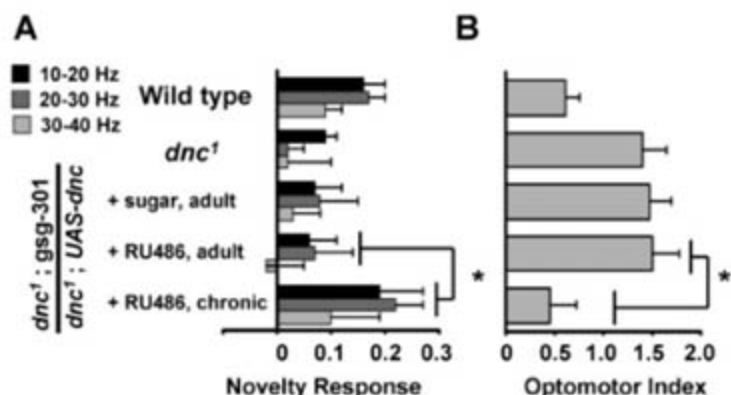 A
B
10-20 Hz
20-30 Hz
30-40 Hz
Wild type
dnc¹
+ sugar, adult
+ RU486, adult
+ RU486, chronic
dnc¹ ; gsg-301
dnc¹ ; UAS-dnc
*
*
0 0.1 0.2 0.3
Novelty Response
0 0.5 1.0 1.5 2.0
Optomotor Index